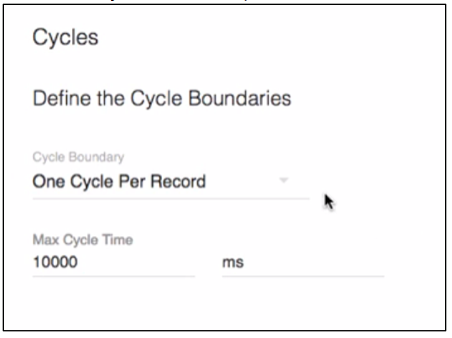 Cycles
Define the Cycle Boundaries
Cycle Boundary
One Cycle Per Record
Max Cycle Time
10000 ms